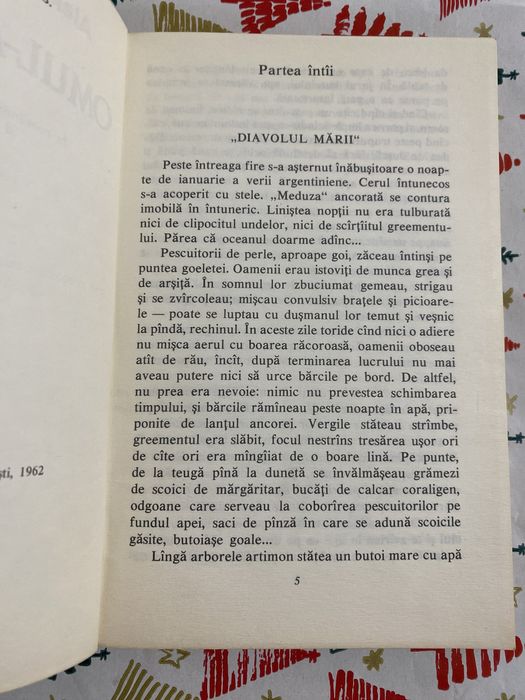 Partea întîi
„DIAVOLUL MĂRII“
Peste întreaga fire s-a așternut înăbușitoare o noap-
te de ianuarie a verii argentiniene. Cerul întunecos
s-a acoperit cu stele. „Meduza“ ancorată se contura
imobilă în întuneric. Liniștea nopții nu era tulburată
nici de clipocitul undelor, nici de scîrțîitul greementu-
lui. Părea că oceanul doarme adînc...
Pescuitorii de perle, aproape goi, zăceau întinși pe
puntea goeletei. Oamenii erau istoviți de munca grea și
de arșiță. În somnul lor zbuciumat gemeau, strigau
și se zvîrcoleau; mișcau convulsiv brațele și picioare-
le — poate se luptau cu dușmanul lor temut și veșnic
la pîndă, rechinul. În aceste zile toride cînd nici o adiere
nu mișca aerul cu boarea răcoroasă, oamenii oboseau
atît de rău, încît, după terminarea lucrului nu mai
aveau putere nici să urce bărcile pe bord. De altfel,
nu prea era nevoie: nimic nu prevestea schimbarea
timpului, și bărcile rămîneau peste noapte în apă, pri-
ponite de lanțul ancorei. Vergile stăteau strîmbe,
greementul era slăbit, focul nestrîns tresărea ușor ori
de cîte ori era mîngîiat de o boare lină. Pe punte,
de la teugă pînă la dunetă se învălmășeau grămezi
de scoici de mărgăritar, bucăți de calcar coraligen,
odgoane care serveau la coborîrea pescuitorilor pe
fundul apei, saci de pînză în care se adună scoicile
găsite, butoiașe goale...
Lîngă arborele artimon stătea un butoi mare cu apă
5
ști, 1962